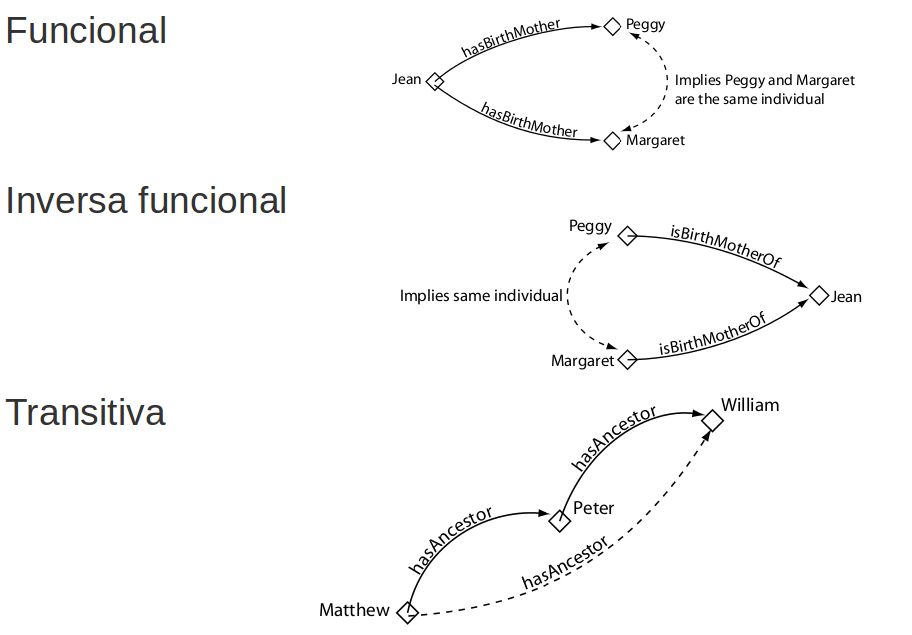 Funcional
hasBirthMother
Peggy
Jean
Implies Peggy and Margaret
are the same individual
hasBirthMother
Margaret
Inversa funcional
Peggy
isBirthMotherOf
Implies same individual
Jean
isBirthMotherOf
Margaret
Transitiva
William
hasAncestor
Peter
hasAncestor
hasAncestor
Matthew